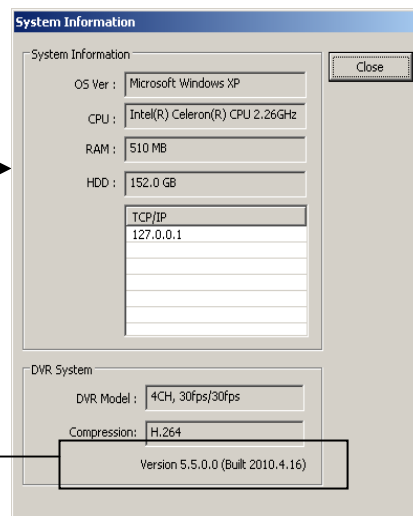 System Information
System Information
Close
OS Ver : Microsoft Windows XP
CPU : Intel(R) Celeron(R) CPU 2.26GHz
RAM : 510 MB
HDD : 152.0 GB
TCP/IP
127.0.0.1
DVR System
DVR Model : 4CH, 30fps/30fps
Compression: H.264
Version 5.5.0.0 (Built 2010.4.16)